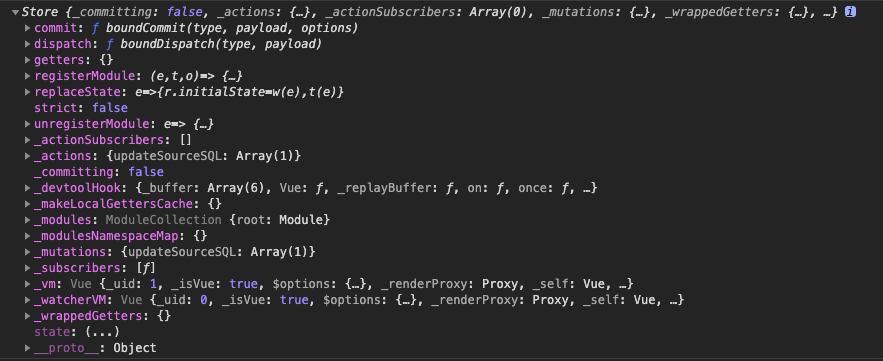 Store {_committing: false, _actions: {…}, _actionSubscribers: Array(0), _mutations: {…}, _wrappedGetters: {…}, …} i
commit: ƒ boundCommit(type, payload, options)
dispatch: ƒ boundDispatch(type, payload)
getters: {}
registerModule: (e,t,o)=> {…}
replaceState: e=>{r.initialState=w(e),t(e)}
strict: false
unregisterModule: e=> {…}
_actionSubscribers: []
_actions: {updateSourceSQL: Array(1)}
_committing: false
_devtoolHook: {_buffer: Array(6), Vue: ƒ, _replayBuffer: ƒ, on: ƒ, once: ƒ, …}
_makeLocalGettersCache: {}
_modules: ModuleCollection {root: Module}
_modulesNamespaceMap: {}
_mutations: {updateSourceSQL: Array(1)}
_subscribers: [ƒ]
_vm: Vue {_uid: 1, _isVue: true, $options: {…}, _renderProxy: Proxy, _self: Vue, …}
_watcherVM: Vue {_uid: 0, _isVue: true, $options: {…}, _renderProxy: Proxy, _self: Vue, …}
_wrappedGetters: {}
state: (...)
__proto__: Object